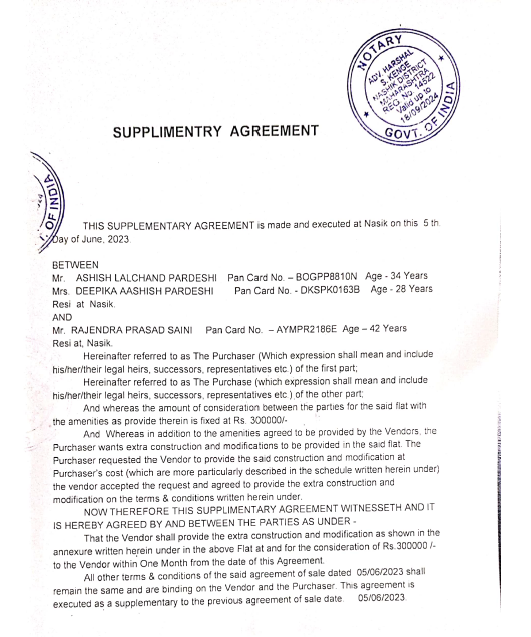 NOTARY
ADV. HARSHAL
S. KENGE
NASHIK DISTRICT
MAHARASHTRA
REG. No. 14522
Valid up to
18/09/2024
GOVT. OF INDIA
SUPPLIMENTRY AGREEMENT
. OF INDIA
THIS SUPPLEMENTARY AGREEMENT is made and executed at Nasik on this 5 th
Day of June, 2023.
BETWEEN
Mr. ASHISH LALCHAND PARDESHI Pan Card No. – BOGPP8810N Age - 34 Years
Mrs. DEEPIKA AASHISH PARDESHI Pan Card No. - DKSPK0163B Age - 28 Years
Resi at Nasik.
AND
Mr. RAJENDRA PRASAD SAINI Pan Card No. – AYMPR2186E Age – 42 Years
Resi at, Nasik.
Hereinafter referred to as The Purchaser (Which expression shall mean and include
his/her/their legal heirs, successors, representatives etc.) of the first part;
Hereinafter referred to as The Purchase (which expression shall mean and include
his/her/their legal heirs, successors, representatives etc.) of the other part;
And whereas the amount of consideration between the parties for the said flat with
the amenities as provide therein is fixed at Rs. 300000/-
And Whereas in addition to the amenities agreed to be provided by the Vendors, the
Purchaser wants extra construction and modifications to be provided in the said flat. The
Purchaser requested the Vendor to provide the said construction and modification at
Purchaser's cost (which are more particularly described in the schedule written herein under)
the vendor accepted the request and agreed to provide the extra construction and
modification on the terms & conditions written herein under.
NOW THEREFORE THIS SUPPLIMENTARY AGREEMENT WITNESSETH AND IT
IS HEREBY AGREED BY AND BETWEEN THE PARTIES AS UNDER -
That the Vendor shall provide the extra construction and modification as shown in the
annexure written herein under in the above Flat at and for the consideration of Rs.300000 /-
to the Vendor within One Month from the date of this Agreement.
All other terms & conditions of the said agreement of sale dated 05/06/2023 shall
remain the same and are binding on the Vendor and the Purchaser. This agreement is
executed as a supplementary to the previous agreement of sale date. 05/06/2023.